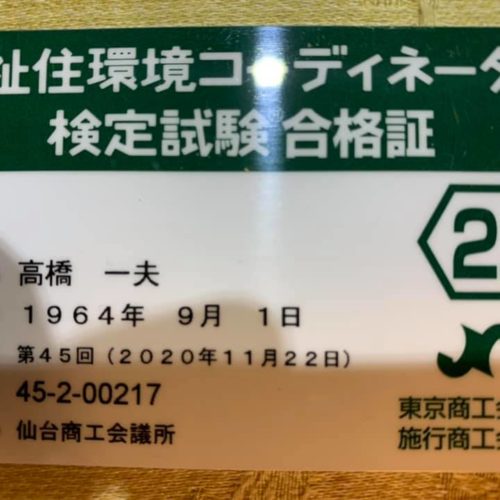 祉住環境コーディネータ
検定試験 合格証
2
高橋 一夫
1964年 9月 1日
第45回(2020年11月22日)
45-2-00217
仙台商工会議所
東京商工会
施行商工会